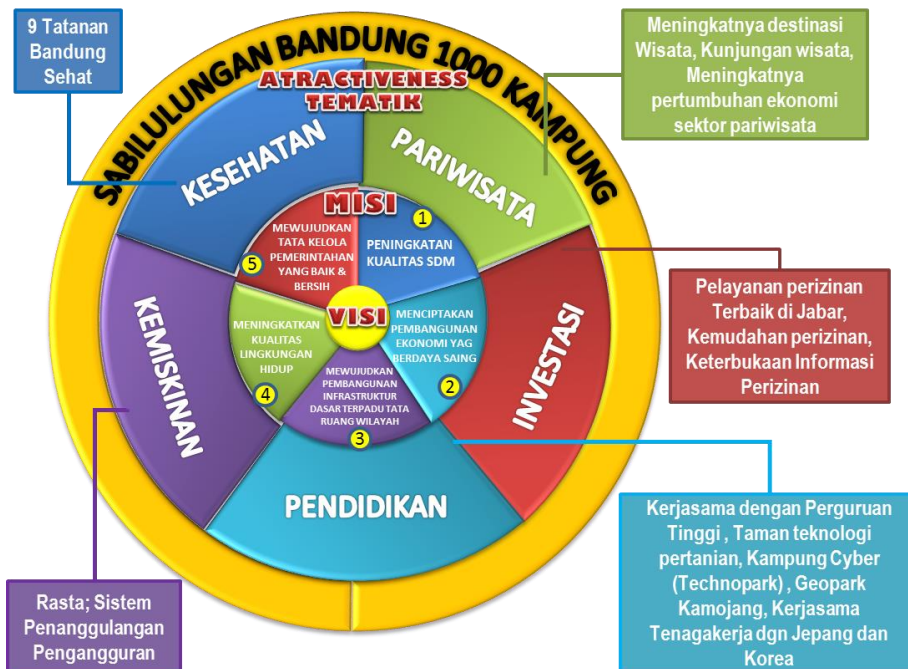 9 Tatanan
Bandung
Sehat
SABILULUNGAN BANDUNG 1000 KAMPUNG
Meningkatnya destinasi
Wisata, Kunjungan wisata,
Meningkatnya
pertumbuhan ekonomi
sektor pariwisata
ATRACTIVENESS
TEMATIK
KESEHATAN
PARIWISATA
MISI
1
PENINGKATAN
KUALITAS SDM
5
MEWUJUDKAN
TATA KELOLA
PEMERINTAHAN
YANG BAIK &
BERSIH
VISI
MENCIPTAKAN
PEMBANGUNAN
EKONOMI YAG
BERDAYA SAING
2
MENINGKATKAN
KUALITAS
LINGKUNGAN
HIDUP
4
MEWUJUDKAN
PEMBANGUNAN
INFRASTRUKTUR
DASAR TERPADU TATA
RUANG WILAYAH
3
KEMISKINAN
INVESTASI
PENDIDIKAN
Pelayanan perizinan
Terbaik di Jabar,
Kemudahan perizinan,
Keterbukaan Informasi
Perizinan
Rasta; Sistem
Penanggulangan
Pengangguran
Kerjasama dengan Perguruan
Tinggi , Taman teknologi
pertanian, Kampung Cyber
(Technopark) , Geopark
Kamojang, Kerjasama
Tenagakerja dgn Jepang dan
Korea